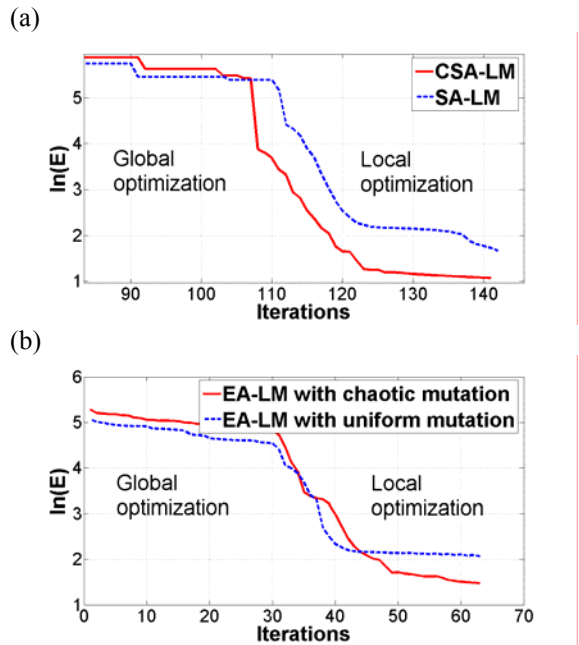 (a)
ln(E)
5
4
3
2
1
CSA-LM
SA-LM
Global
optimization
Local
optimization
90 100 110 120 130 140
Iterations
(b)
ln(E)
6
5
4
3
2
1
EA-LM with chaotic mutation
EA-LM with uniform mutation
Global
optimization
Local
optimization
0 10 20 30 40 50 60 70
Iterations